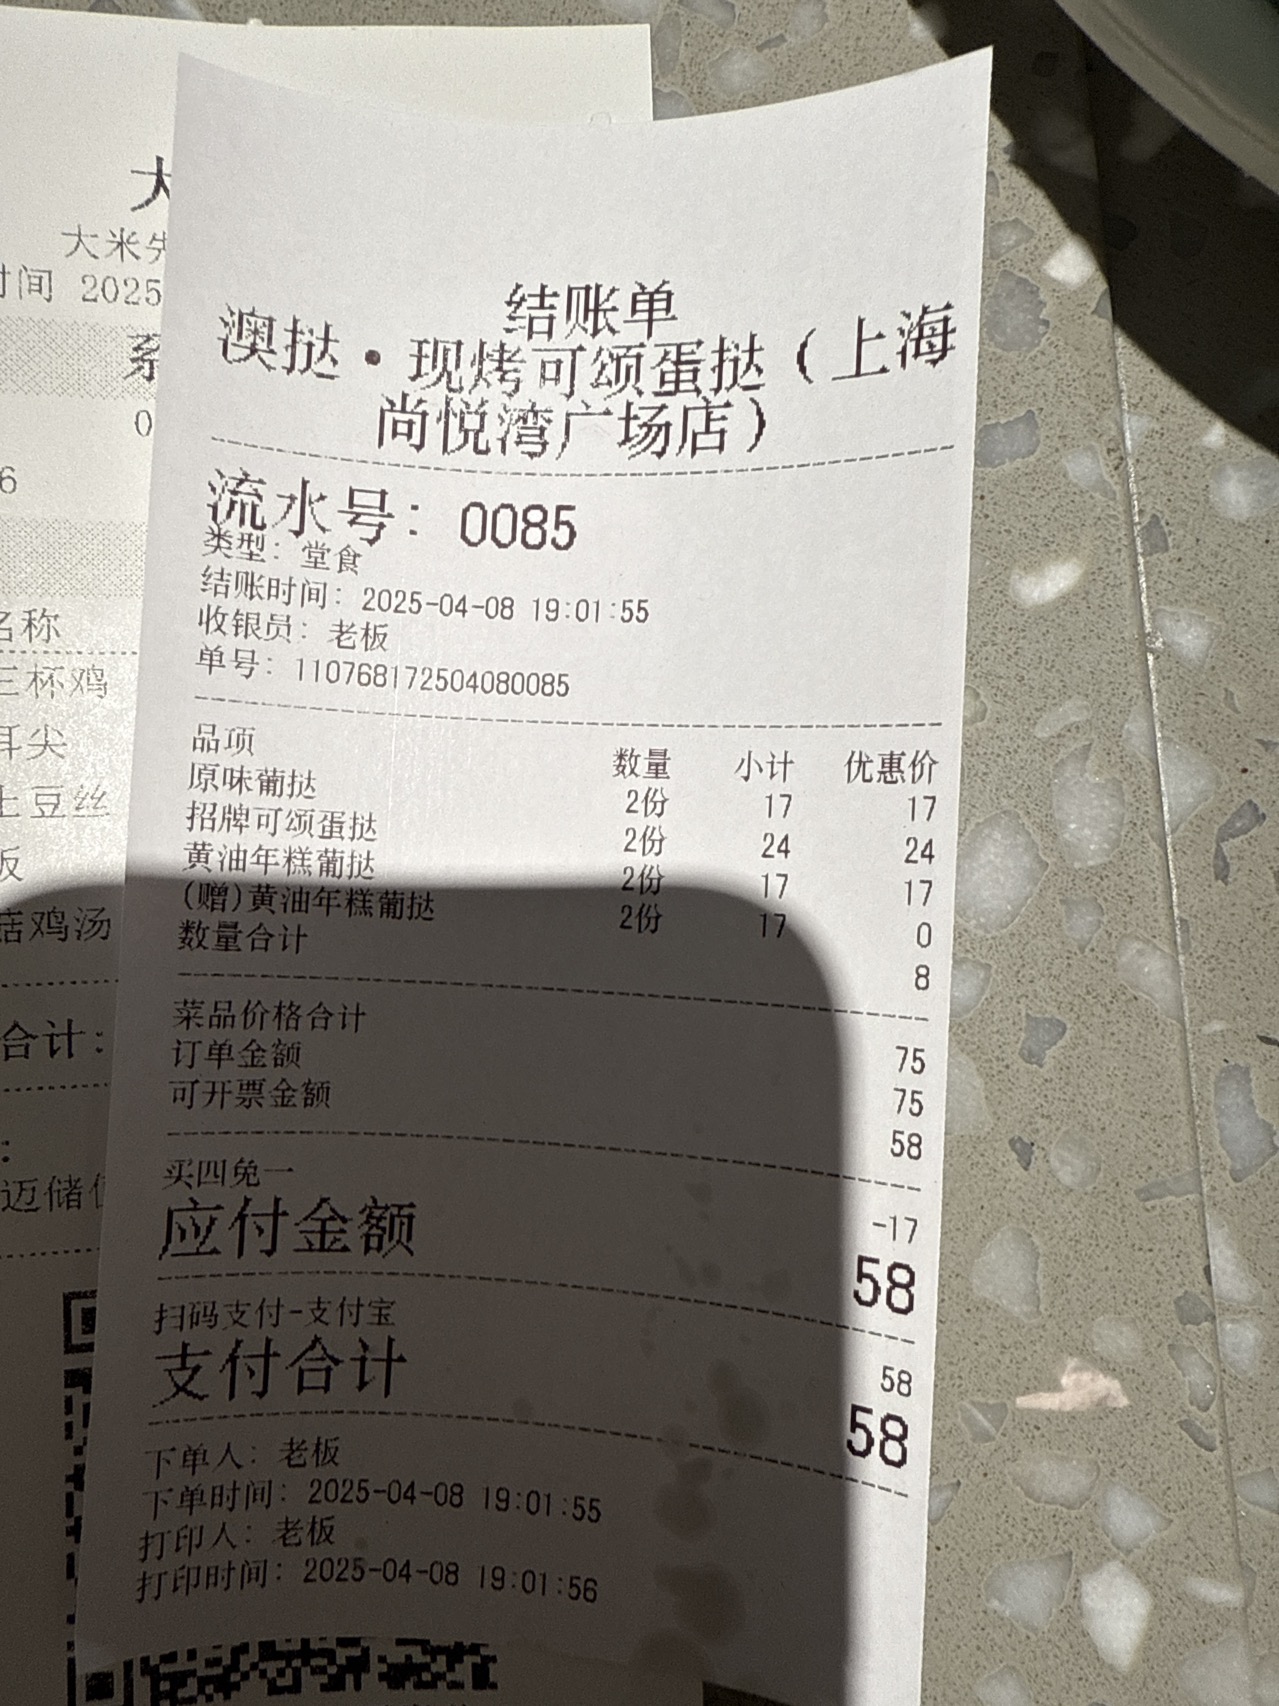 结账单
澳挞·现烤可颂蛋挞（上海
尚悦湾广场店）
流水号：0085
类型：堂食
结账时间：2025-04-08 19:01:55
收银员：老板
单号：110768172504080085
品项 数量 小计 优惠价
原味葡挞 2份 17 17
招牌可颂蛋挞 2份 24 24
黄油年糕葡挞 2份 17 17
(赠)黄油年糕葡挞 2份 17 0
数量合计 8
菜品价格合计 75
订单金额 75
可开票金额 58
买四免一 -17
应付金额 58
扫码支付-支付宝 58
支付合计 58
下单人：老板
下单时间：2025-04-08 19:01:55
打印人：老板
打印时间：2025-04-08 19:01:56
大
大米先
时间 2025
0
6
名称
三杯鸡
耳尖
土豆丝
饭
菇鸡汤
合计:
:
迈储